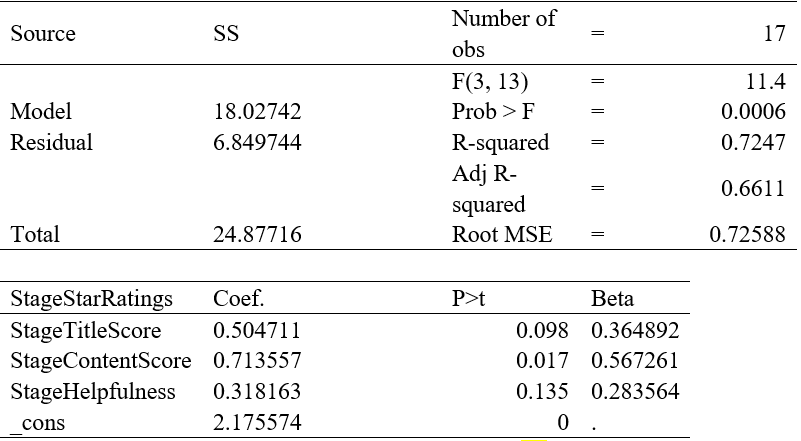 Source SS Number of obs = 17
F(3, 13) = 11.4
Model 18.02742 Prob > F = 0.0006
Residual 6.849744 R-squared = 0.7247
Adj R-squared = 0.6611
Total 24.87716 Root MSE = 0.72588
StageStarRatings Coef. P>t Beta
StageTitleScore 0.504711 0.098 0.364892
StageContentScore 0.713557 0.017 0.567261
StageHelpfulness 0.318163 0.135 0.283564
_cons 2.175574 0 .